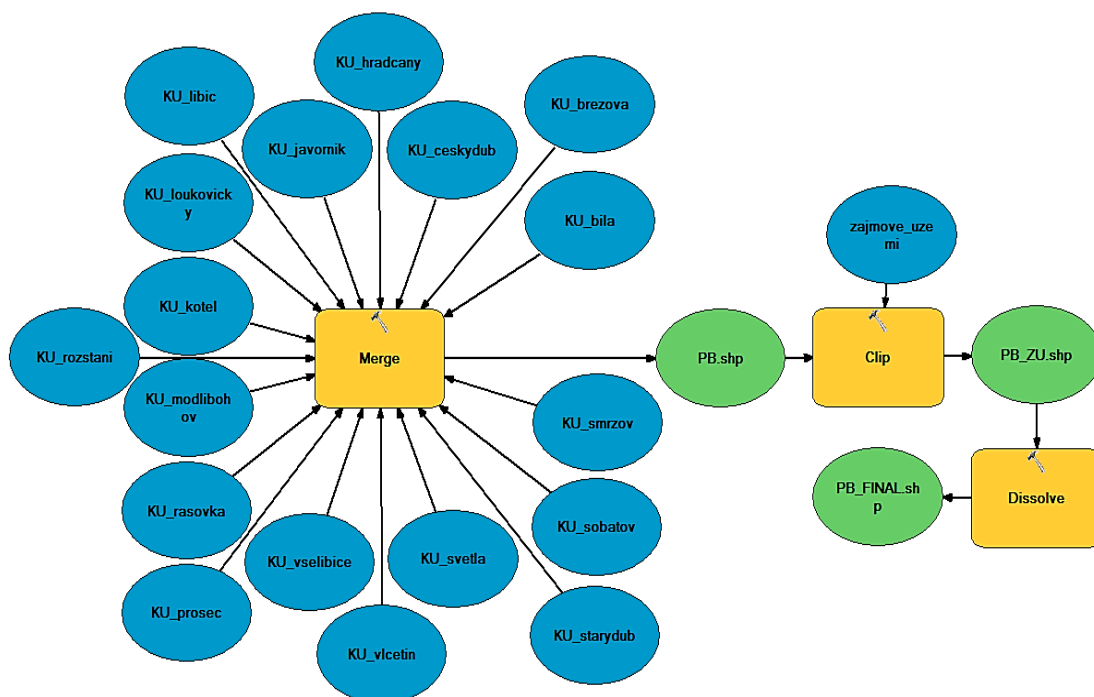 KU_hradcany
KU_libic
KU_brezova
KU_javornik
KU_ceskydub
KU_loukovick
y
KU_bila
zajmove_uze
mi
KU_kotel
KU_rozstani
Merge
PB.shp
Clip
PB_ZU.shp
KU_modliboh
ov
KU_smrzov
KU_rasovka
PB_FINAL.sh
p
Dissolve
KU_sobatov
KU_vselibice
KU_svetla
KU_prosec
KU_starydub
KU_vlcetin